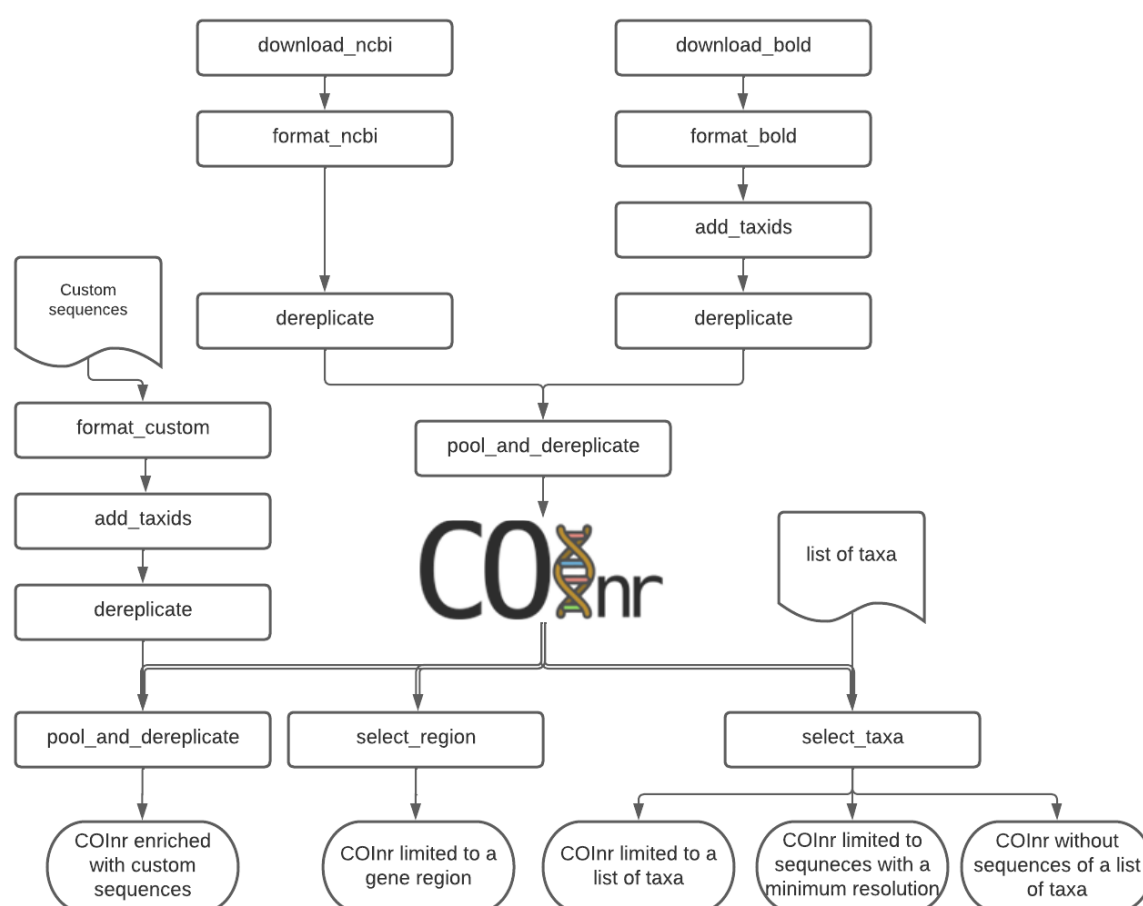 download_ncbi
download_bold
format_ncbi
format_bold
add_taxids
Custom
sequences
dereplicate
dereplicate
format_custom
pool_and_dereplicate
add_taxids
COInr
list of taxa
dereplicate
pool_and_dereplicate
select_region
select_taxa
COInr enriched
with custom
sequences
COInr limited to a
gene region
COInr limited to a
list of taxa
COInr limited to
sequneces with a
minimum resolution
COInr without
sequences of a list
of taxa